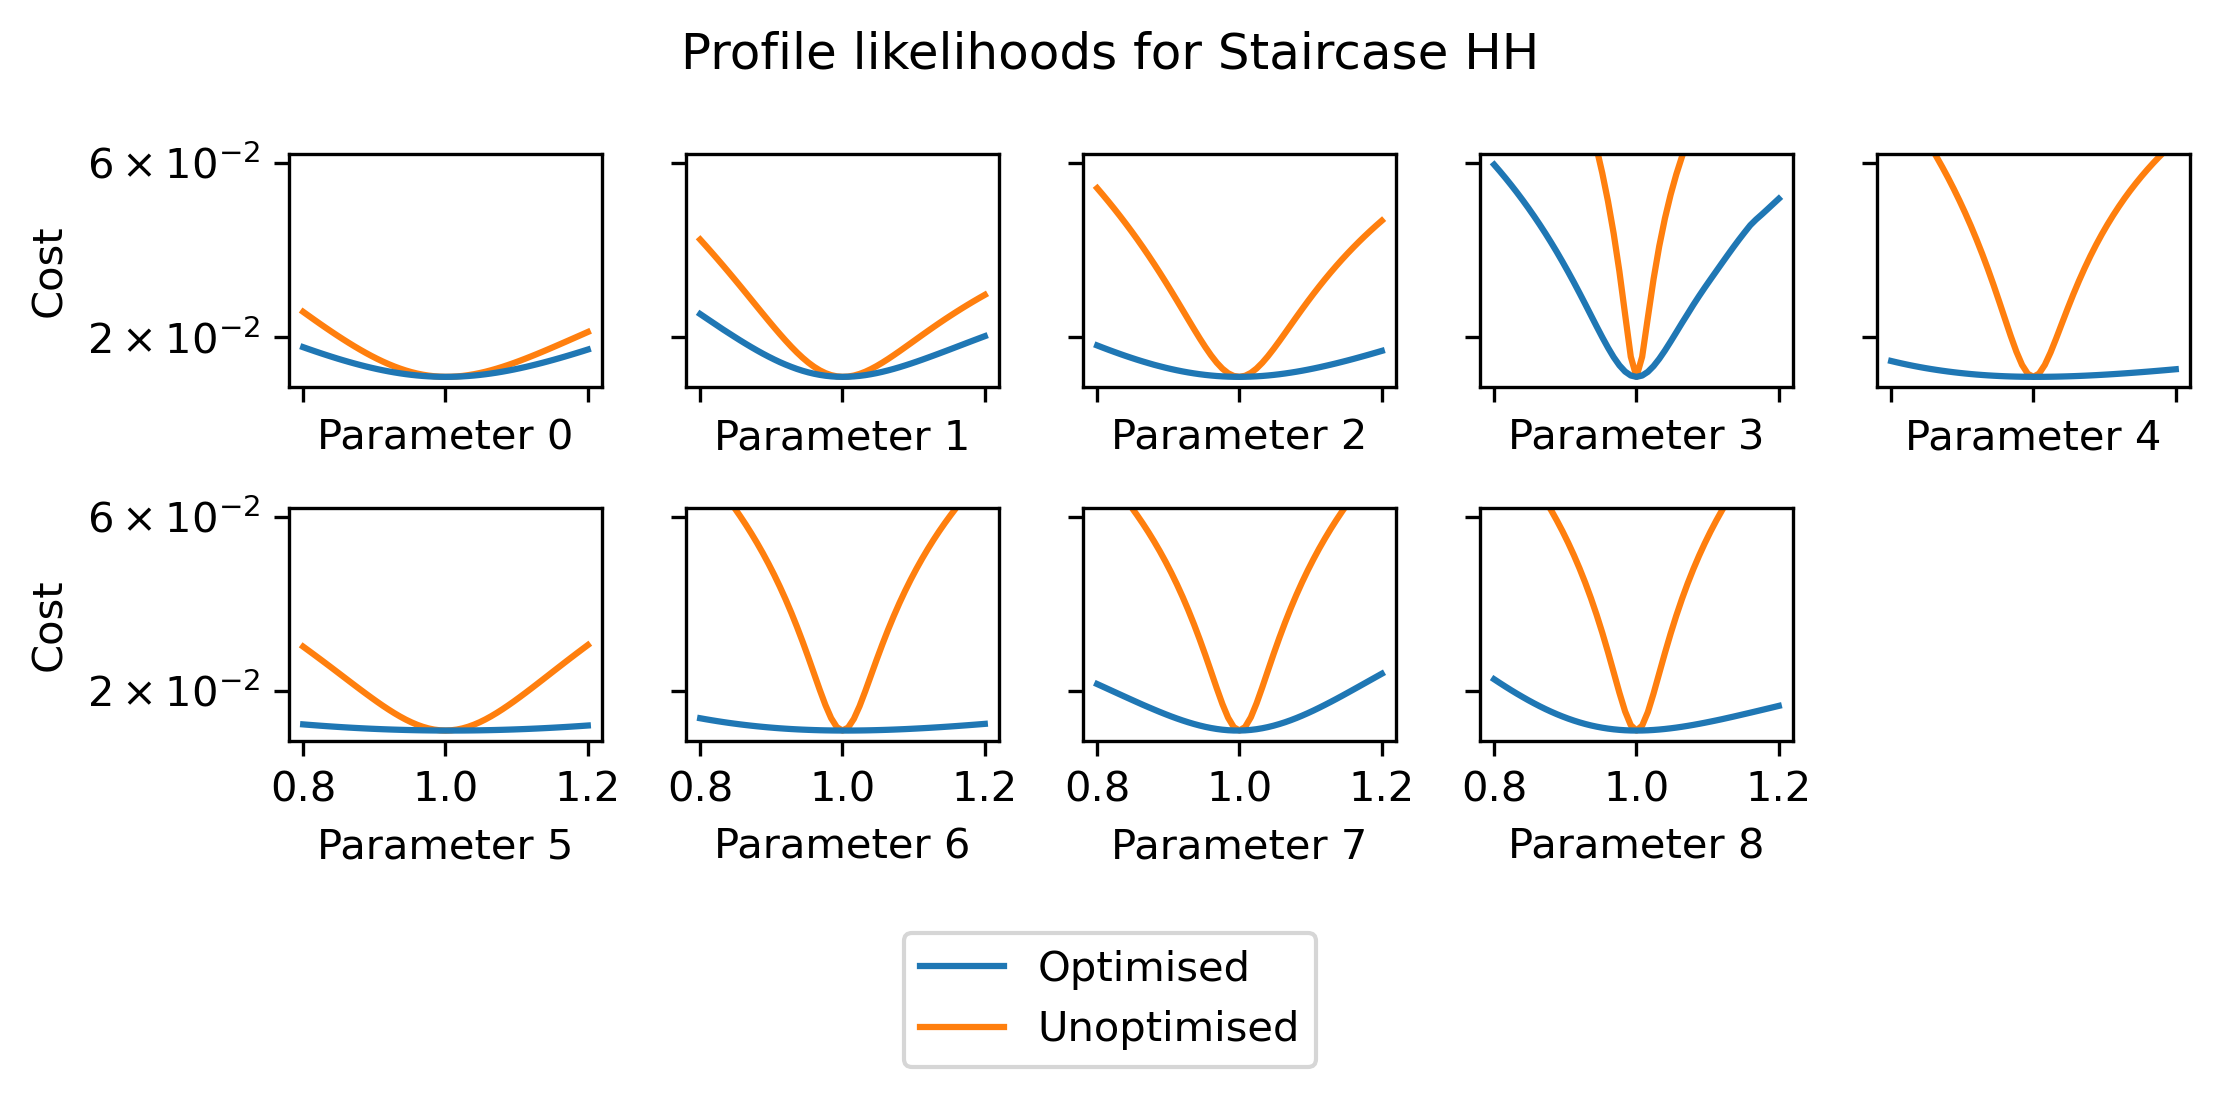 Profile likelihoods for Staircase HH
6 × 10⁻²
2 × 10⁻²
Cost
Parameter 0
Parameter 1
Parameter 2
Parameter 3
Parameter 4
6 × 10⁻²
2 × 10⁻²
Cost
0.8 1.0 1.2
0.8 1.0 1.2
0.8 1.0 1.2
0.8 1.0 1.2
Parameter 5
Parameter 6
Parameter 7
Parameter 8
Optimised
Unoptimised